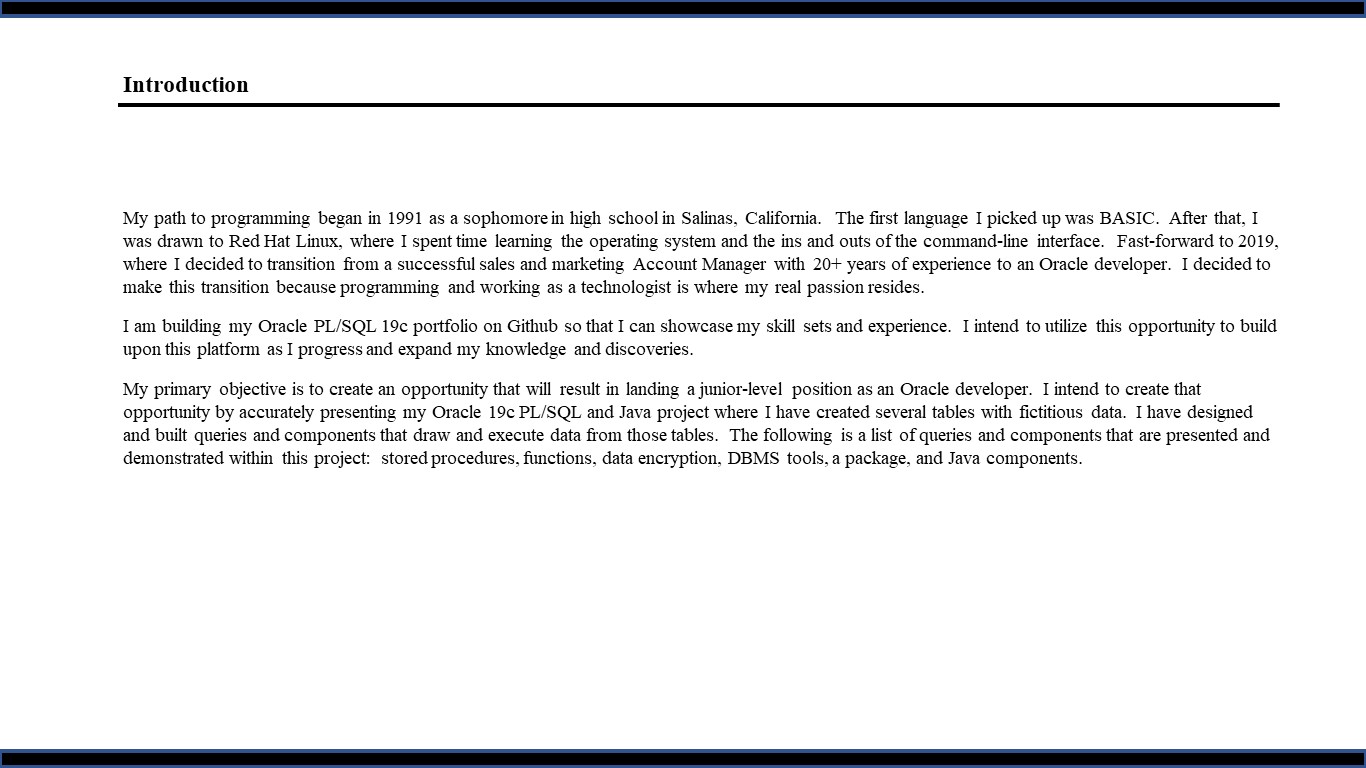 Introduction
My path to programming began in 1991 as a sophomore in high school in Salinas, California. The first language I picked up was BASIC. After that, I
was drawn to Red Hat Linux, where I spent time learning the operating system and the ins and outs of the command-line interface. Fast-forward to 2019,
where I decided to transition from a successful sales and marketing Account Manager with 20+ years of experience to an Oracle developer. I decided to
make this transition because programming and working as a technologist is where my real passion resides.
I am building my Oracle PL/SQL 19c portfolio on Github so that I can showcase my skill sets and experience. I intend to utilize this opportunity to build
upon this platform as I progress and expand my knowledge and discoveries.
My primary objective is to create an opportunity that will result in landing a junior-level position as an Oracle developer. I intend to create that
opportunity by accurately presenting my Oracle 19c PL/SQL and Java project where I have created several tables with fictitious data. I have designed
and built queries and components that draw and execute data from those tables. The following is a list of queries and components that are presented and
demonstrated within this project: stored procedures, functions, data encryption, DBMS tools, a package, and Java components.